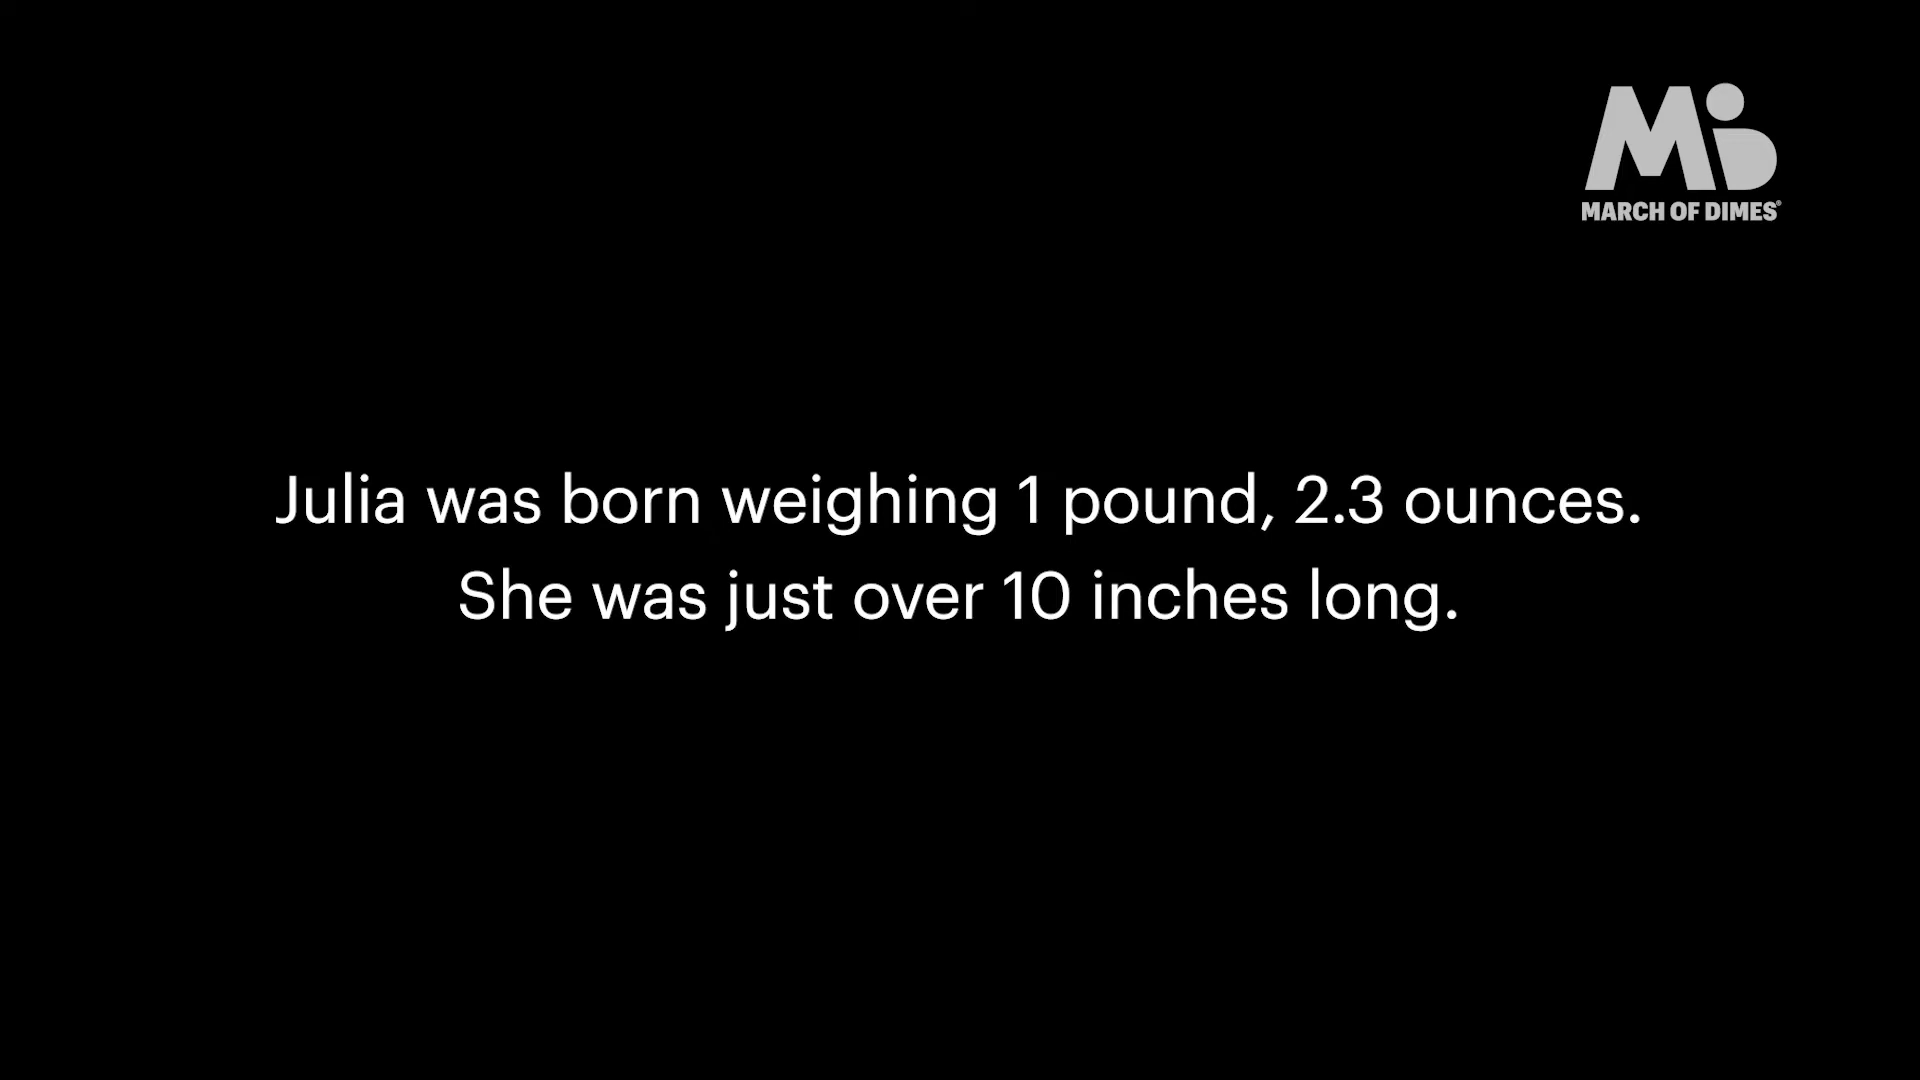 MARCH OF DIMES®
Julia was born weighing 1 pound, 2.3 ounces.
She was just over 10 inches long.